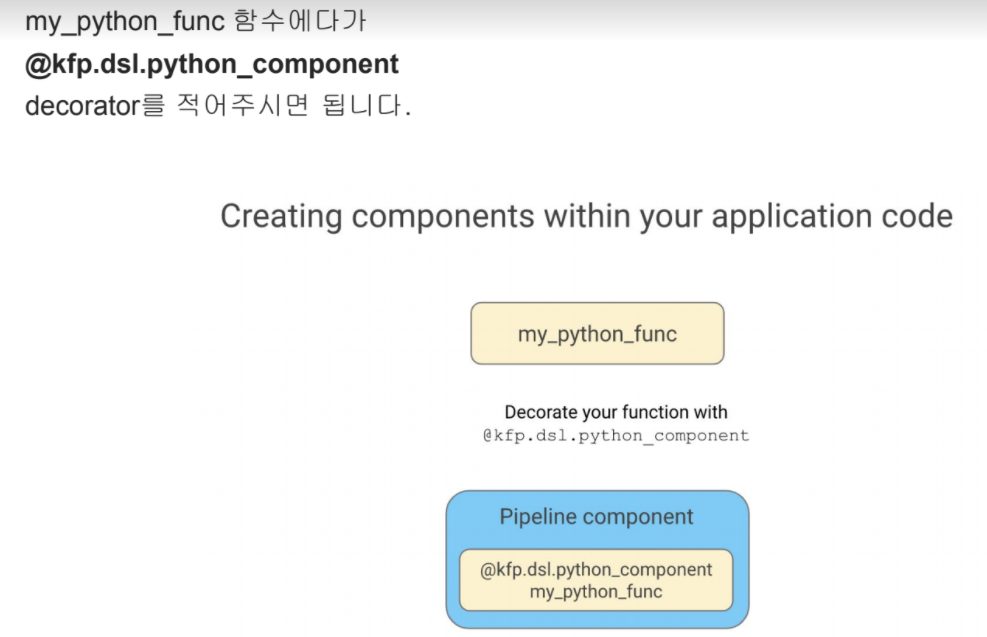 my_python_func 함수에다가
@kfp.dsl.python_component
decorator를 적어주시면 됩니다.
Creating components within your application code
my_python_func
Decorate your function with
@kfp.dsl.python_component
Pipeline component
@kfp.dsl.python_component
my_python_func